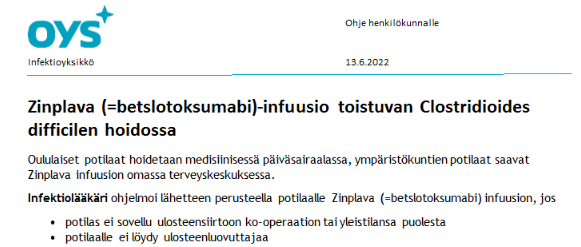 OYS
Ohje henkilökunnalle
Infektioyksikkö
13.6.2022
Zinplava (=betslotoksumabi)-infuusio toistuvan Clostridioides
difficilen hoidossa
Oululaiset potilaat hoidetaan medisiinisessä päiväsairaalassa, ympäristökuntien potilaat saavat
Zinplava infuusion omassa terveyskeskuksessa.
Infektiolääkäri ohjelmoi lähetteen perusteella potilaalle Zinplava (=betslotoksumabi) infuusion, jos
• potilas ei sovellu ulosteensiirtoon ko-operaation tai yleistilansa puolesta
• potilaalle ei löydy ulosteenluovuttajaa